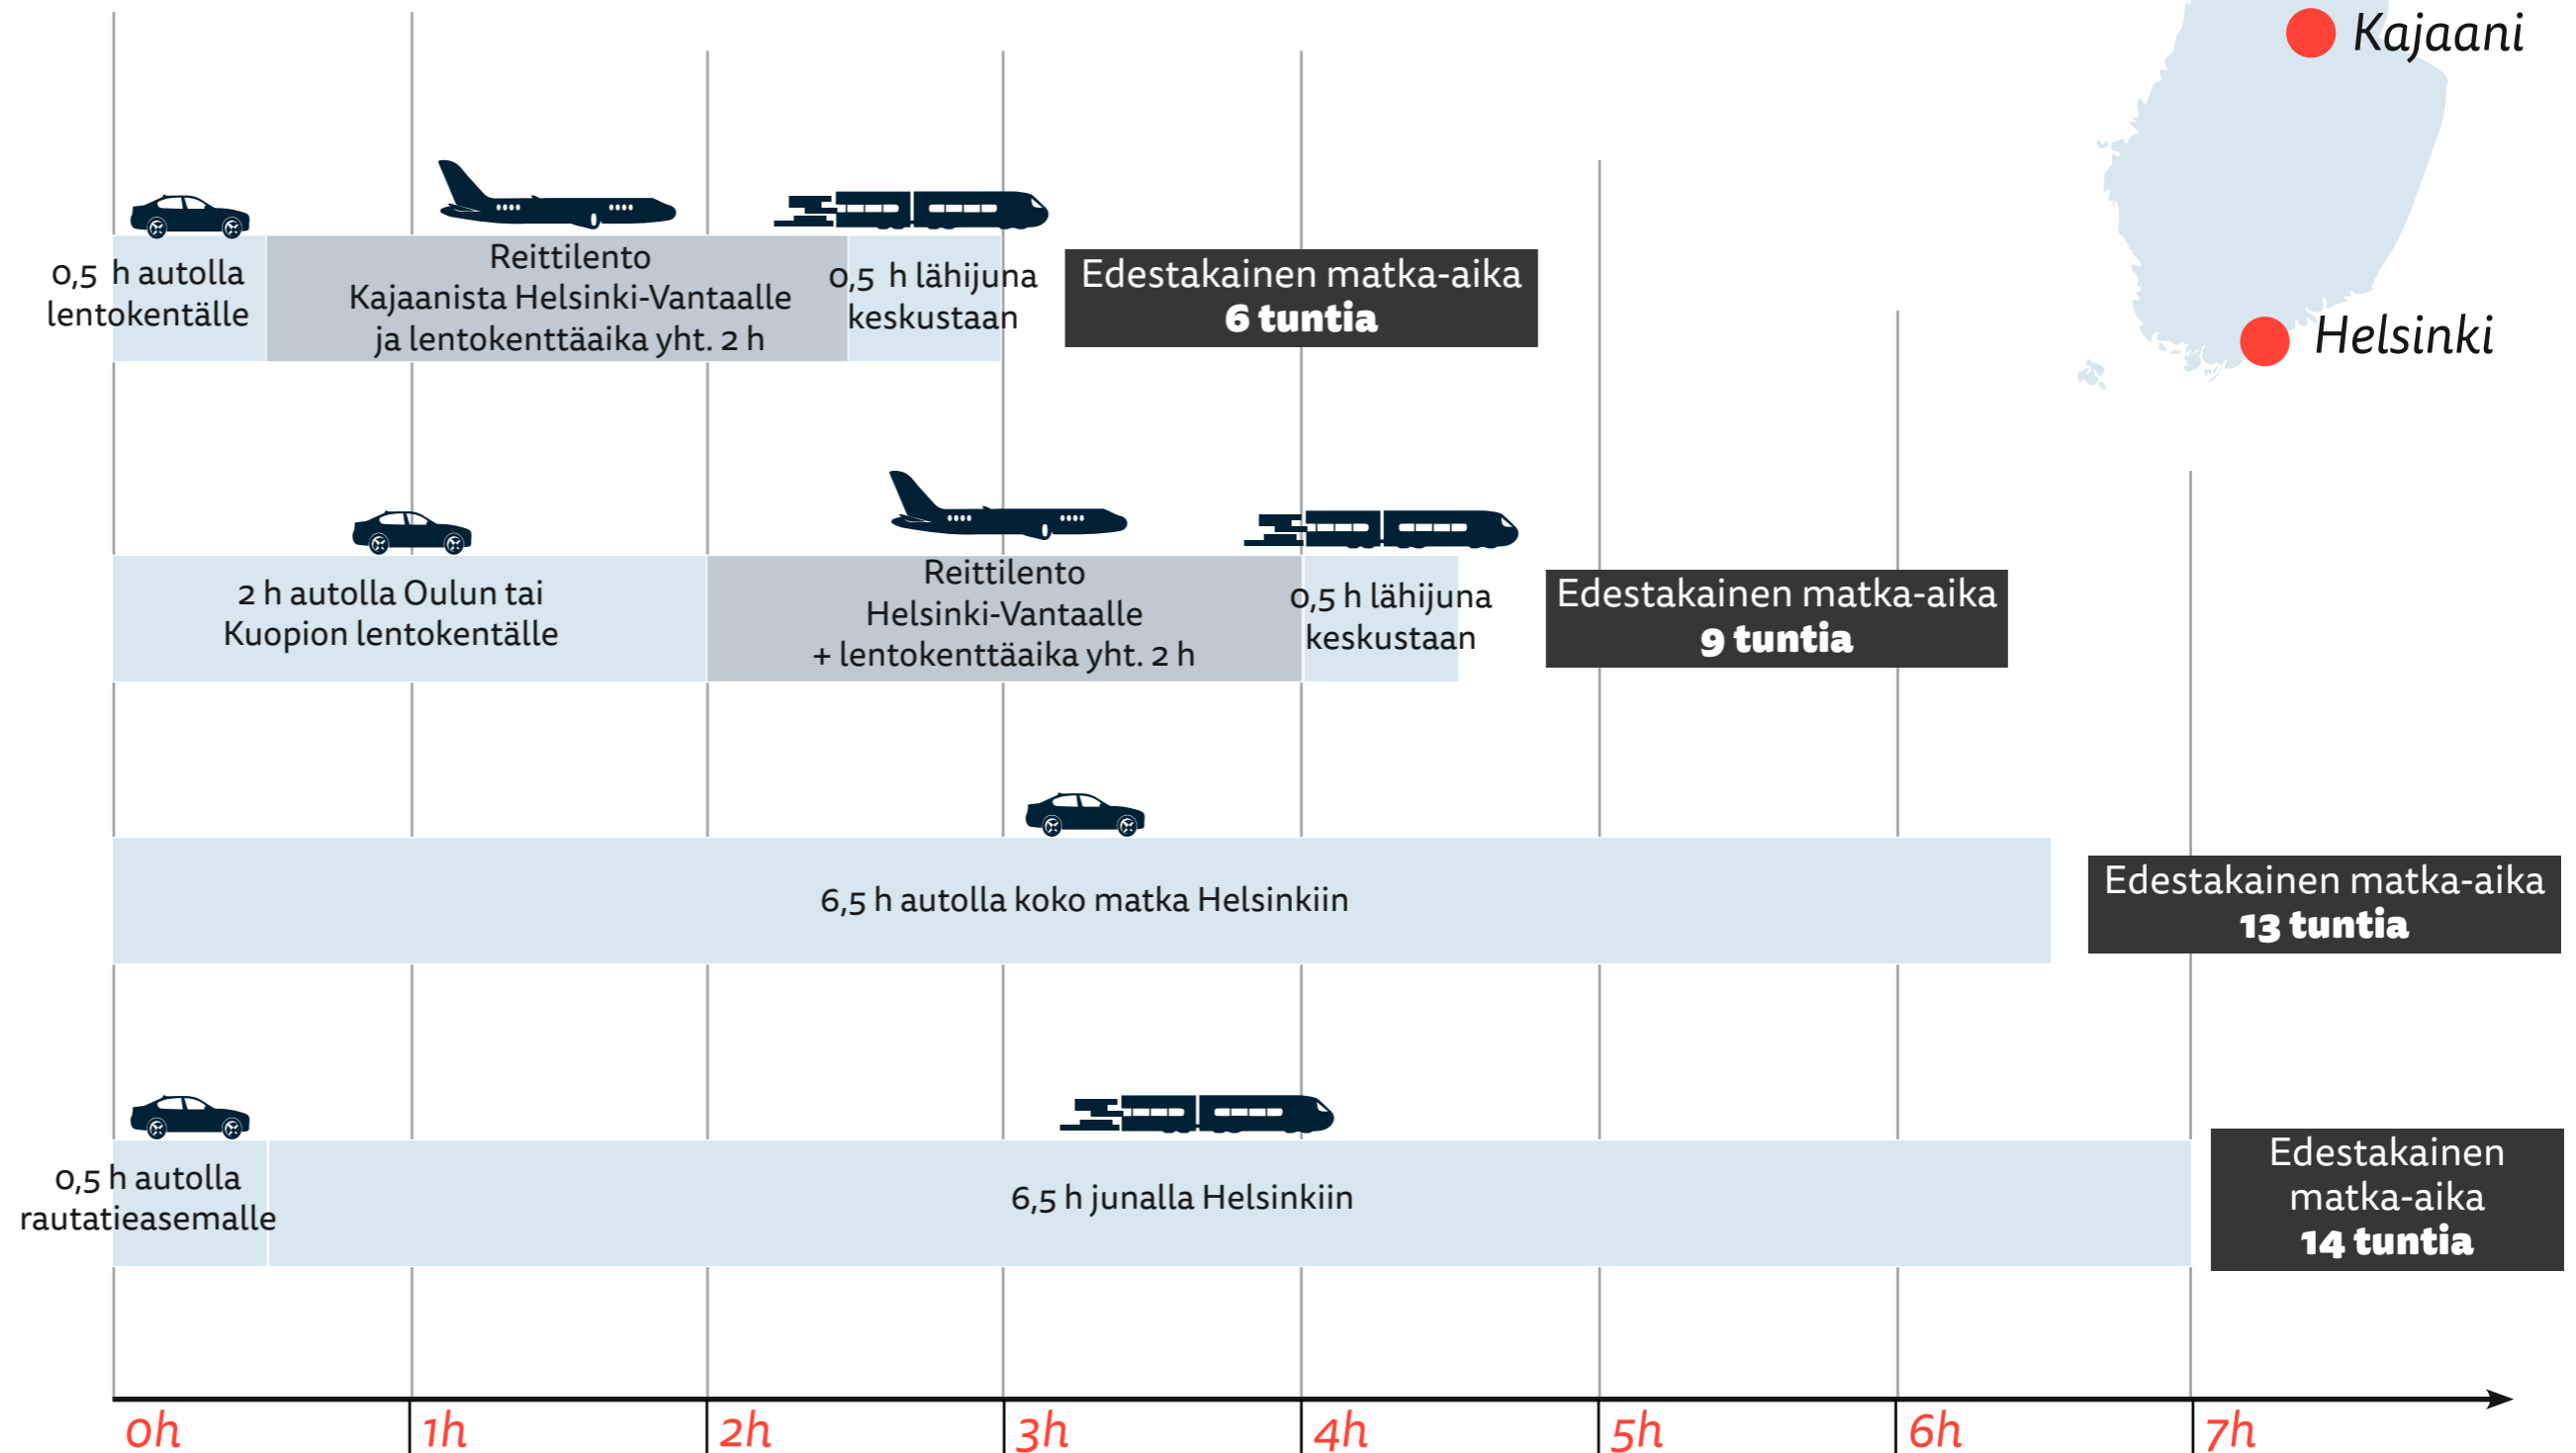 Kajaani
Helsinki
0,5 h autolla
lentokentälle
Reittilento
Kajaanista Helsinki-Vantaalle
ja lentokenttäaika yht. 2 h
0,5 h lähijuna
keskustaan
Edestakainen matka-aika
6 tuntia
2 h autolla Oulun tai
Kuopion lentokentälle
Reittilento
Helsinki-Vantaalle
+ lentokenttäaika yht. 2 h
0,5 h lähijuna
keskustaan
Edestakainen matka-aika
9 tuntia
6,5 h autolla koko matka Helsinkiin
Edestakainen matka-aika
13 tuntia
0,5 h autolla
rautatieasemalle
6,5 h junalla Helsinkiin
Edestakainen
matka-aika
14 tuntia
0h 1h 2h 3h 4h 5h 6h 7h